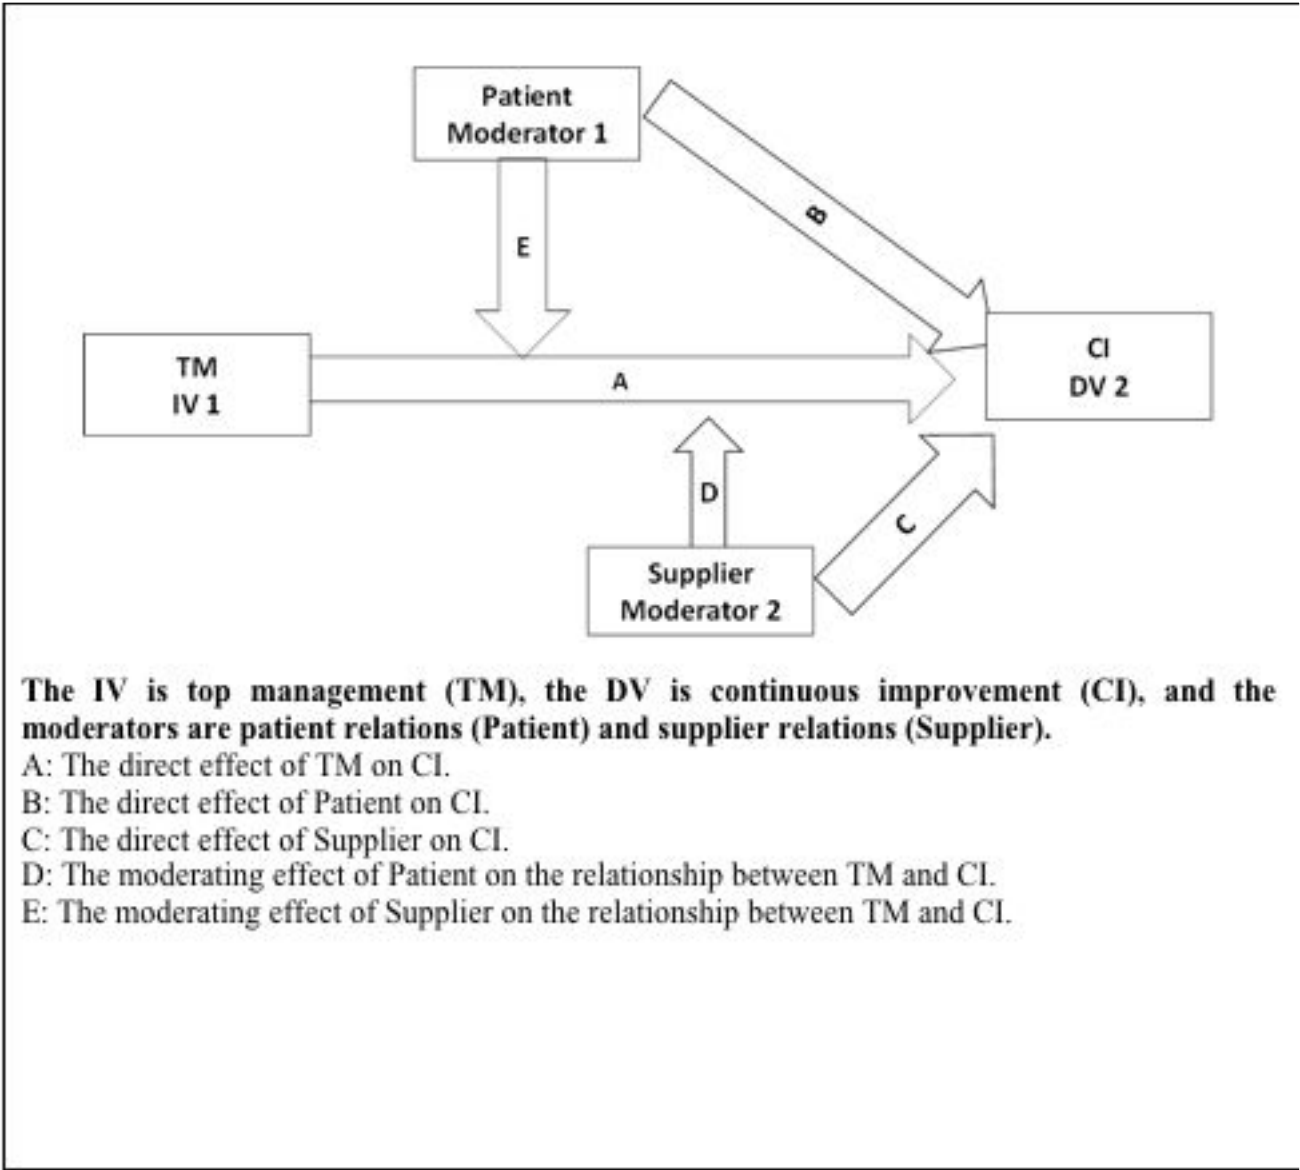 Patient
Moderator 1
B
E
TM
IV 1
A
CI
DV 2
D
C
Supplier
Moderator 2
The IV is top management (TM), the DV is continuous improvement (CI), and the
moderators are patient relations (Patient) and supplier relations (Supplier).
A: The direct effect of TM on CI.
B: The direct effect of Patient on CI.
C: The direct effect of Supplier on CI.
D: The moderating effect of Patient on the relationship between TM and CI.
E: The moderating effect of Supplier on the relationship between TM and CI.